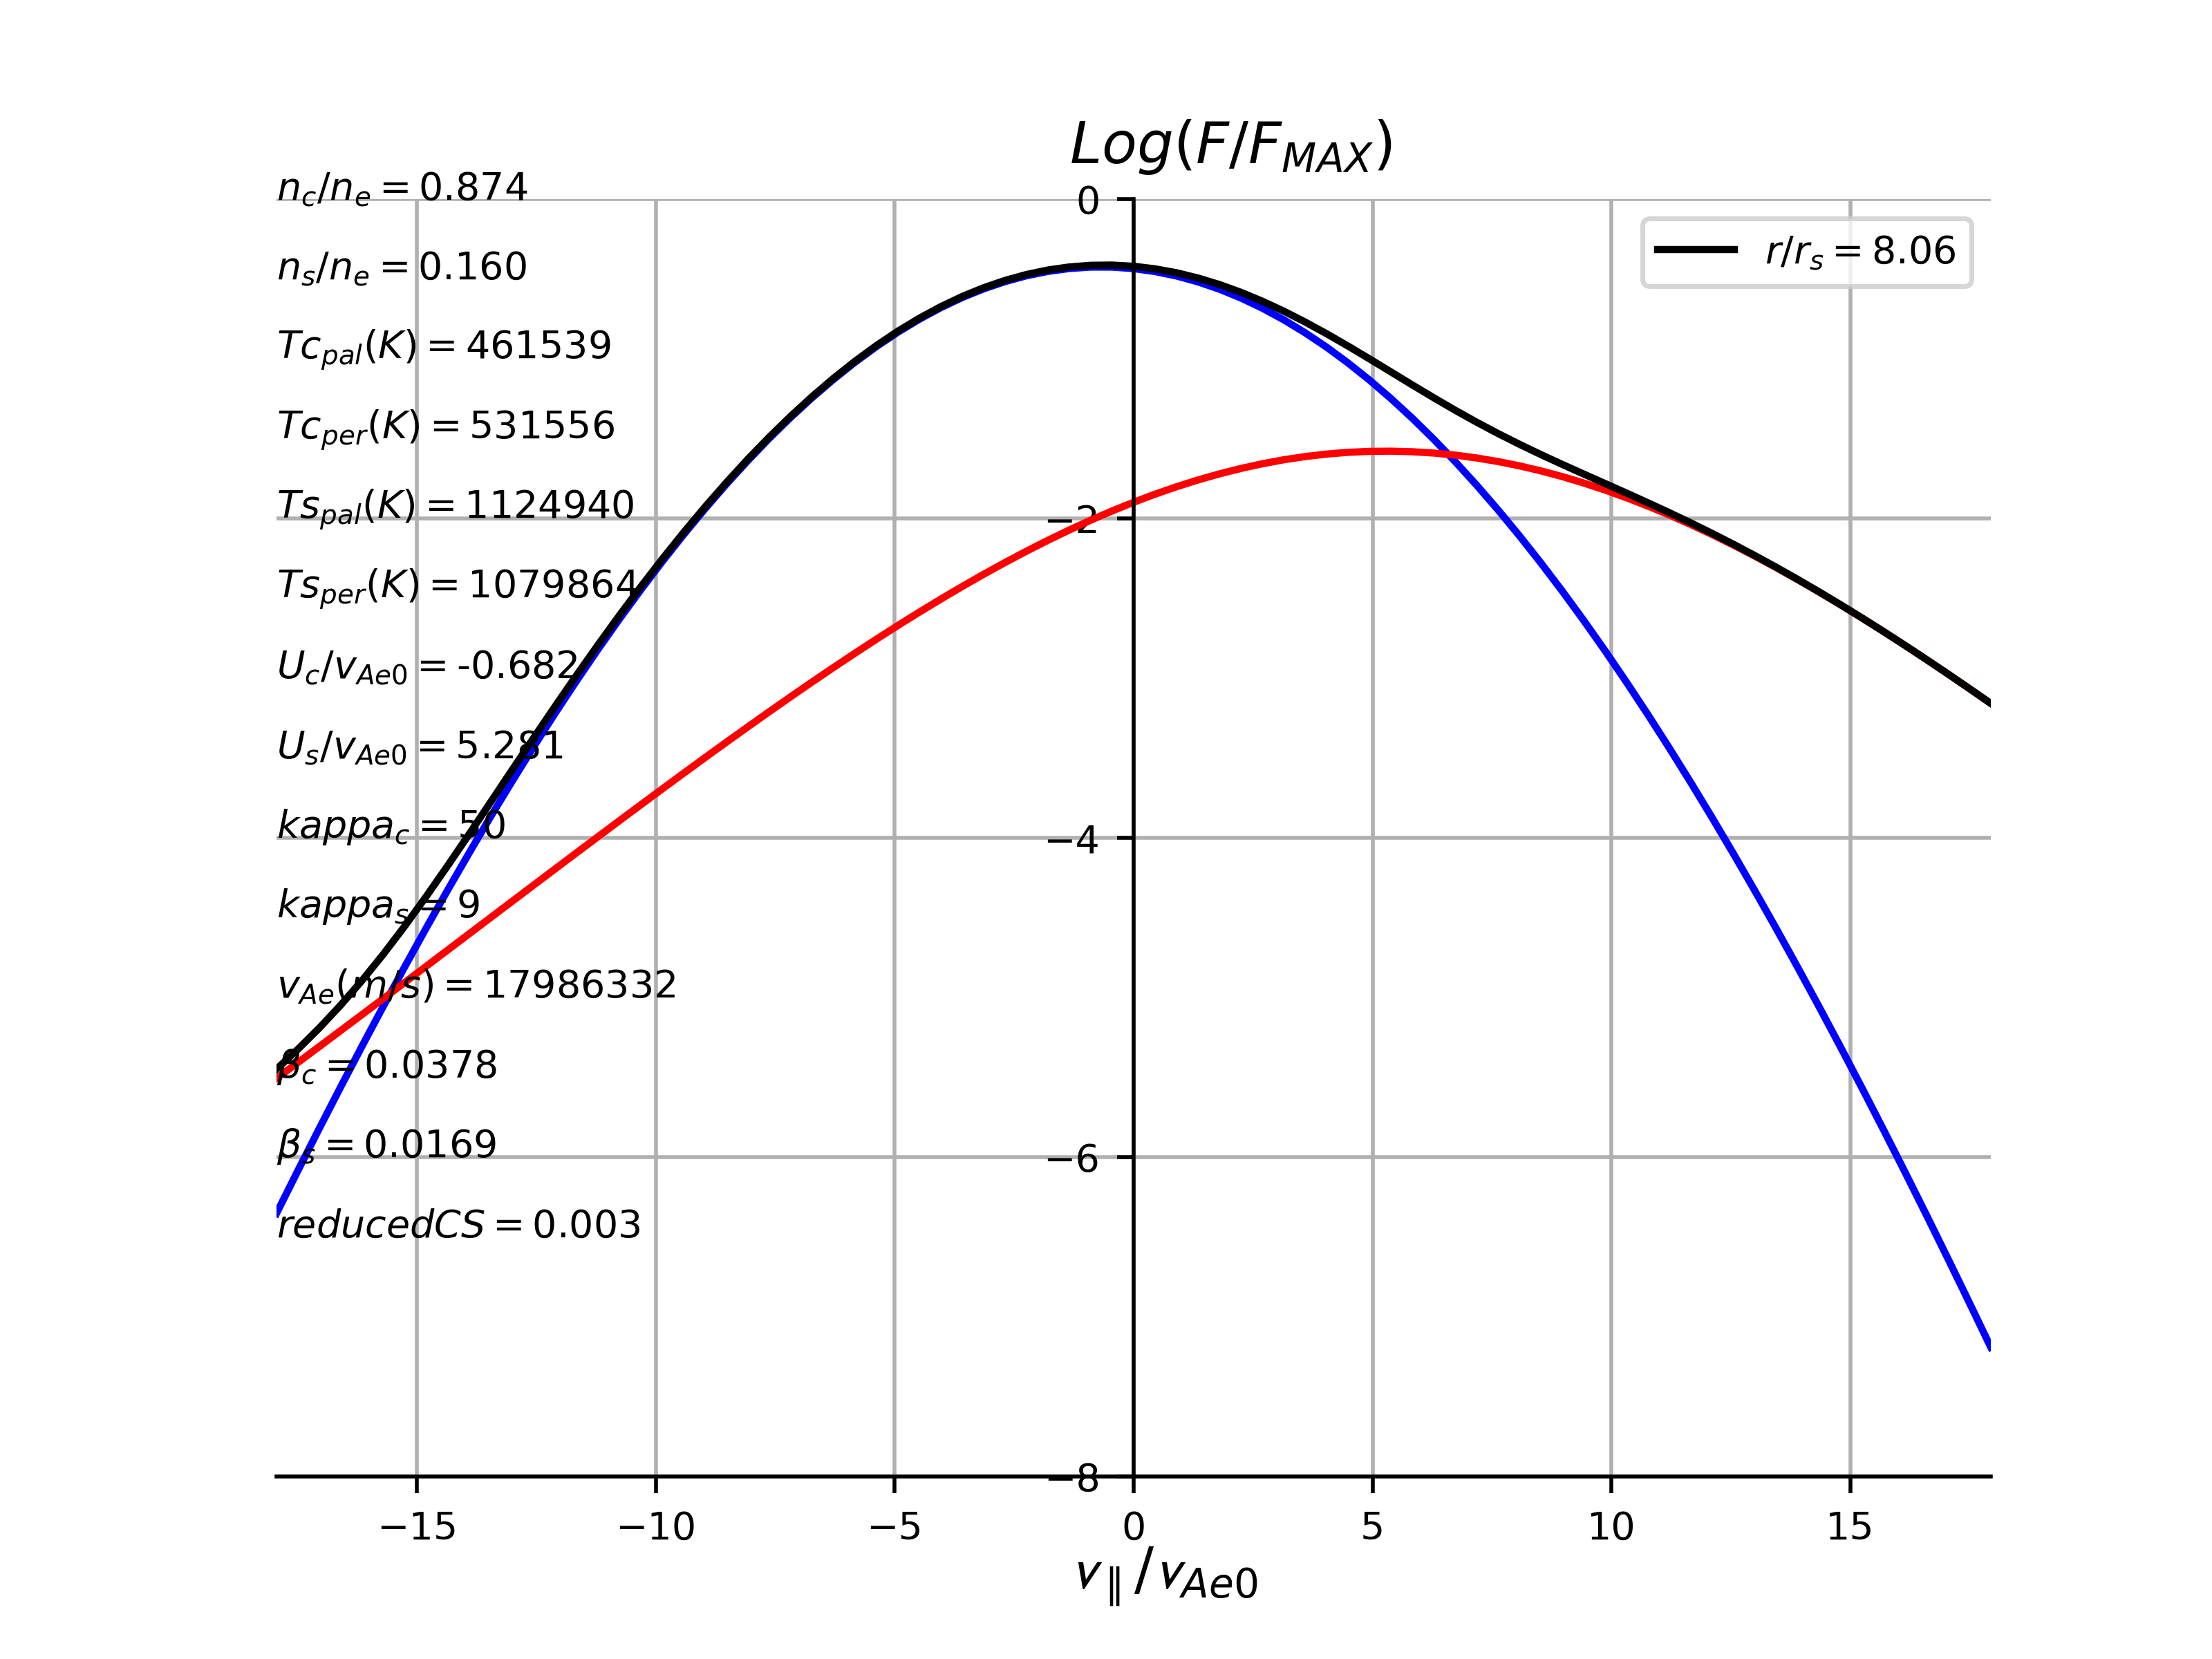 Log(F/F_MAX)
n_c/n_e = 0.874
n_s/n_e = 0.160
Tc_pal(K) = 461539
Tc_per(K) = 531556
Ts_pal(K) = 1124940
Ts_per(K) = 1079864
U_c/v_Ae0 = -0.682
U_s/v_Ae0 = 5.281
kappa_c = 50
kappa_s = 9
v_Ae(m/s) = 17986332
β_c = 0.0378
β_s = 0.0169
reducedCS = 0.003
r/r_s = 8.06
0
−2
−4
−6
−8
−15 −10 −5 0 5 10 15
v_∥/v_Ae0